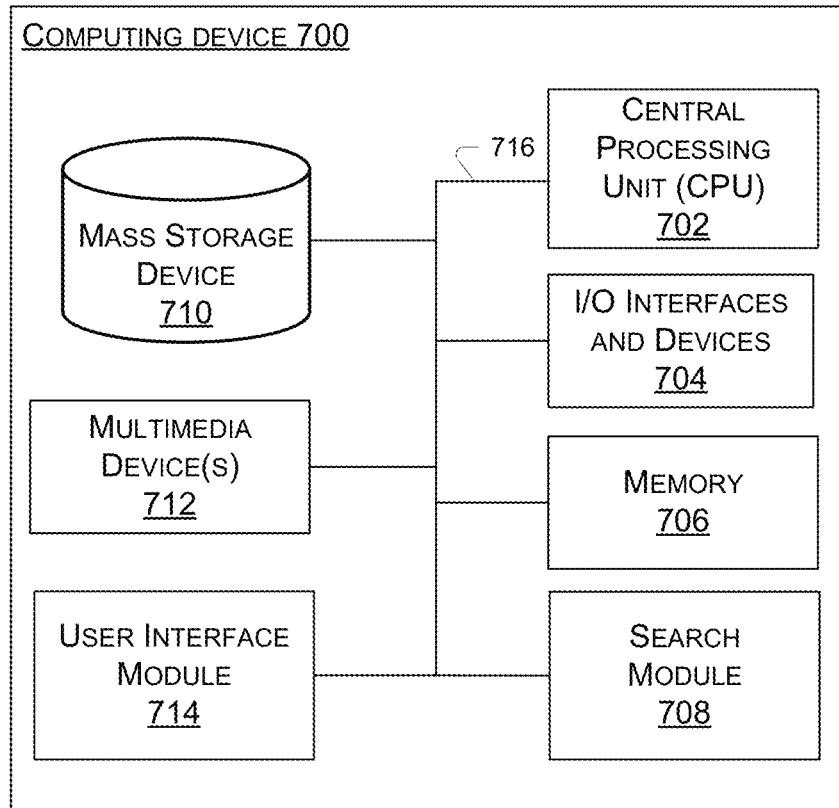 COMPUTING DEVICE 700
716
CENTRAL
PROCESSING
UNIT (CPU)
702
MASS STORAGE
DEVICE
710
I/O INTERFACES
AND DEVICES
704
MULTIMEDIA
DEVICE(S)
712
MEMORY
706
USER INTERFACE
MODULE
714
SEARCH
MODULE
708